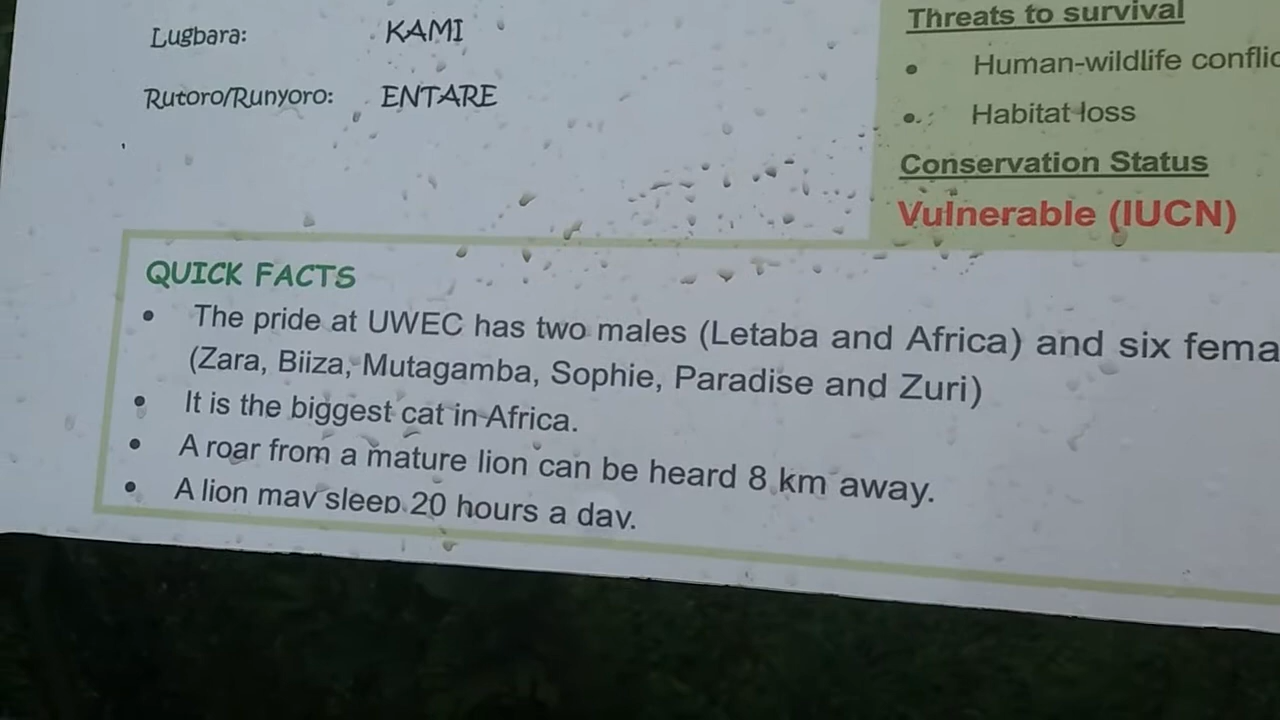 Lugbara: KAMI
Rutoro/Runyoro: ENTARE
Threats to survival
• Human-wildlife conflic
• Habitat loss
Conservation Status
Vulnerable (IUCN)
QUICK FACTS
• The pride at UWEC has two males (Letaba and Africa) and six fema
(Zara, Biiza, Mutagamba, Sophie, Paradise and Zuri)
• It is the biggest cat in Africa.
• A roar from a mature lion can be heard 8 km away.
• A lion may sleep 20 hours a day.